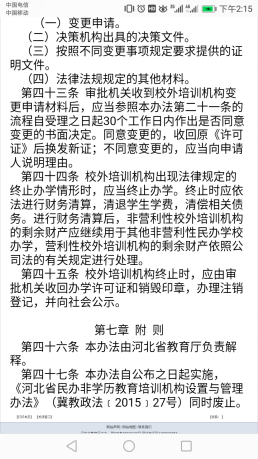 中国电信
中国移动
下午2:15
（一）变更申请。
（二）决策机构出具的决策文件。
（三）按照不同变更事项规定要求提供的证
明文件。
（四）法律法规规定的其他材料。
第四十三条 审批机关收到校外培训机构变
更申请材料后，应当参照本办法第二十一条的
流程自受理之日起30个工作日内作出是否同意
变更的书面决定。同意变更的，收回原《许可
证》后换发新证；不同意变更的，应当向申请
人说明理由。
第四十四条 校外培训机构出现法律规定的
终止办学情形时，应当终止办学。终止时应依
法进行财务清算，清退学生学费，清偿相关债
务。进行财务清算后，非营利性校外培训机构
的剩余财产应继续用于其他非营利性民办学校
办学，营利性校外培训机构的剩余财产依照公
司法的有关规定进行处理。
第四十五条 校外培训机构终止时，应由审
批机关收回办学许可证和销毁印章，办理注销
登记，并向社会公示。
第七章 附 则
第四十六条 本办法由河北省教育厅负责解
释。
第四十七条 本办法自公布之日起实施，
《河北省民办非学历教育培训机构设置与管理
办法》（冀教政法〔2015〕27号）同时废止。